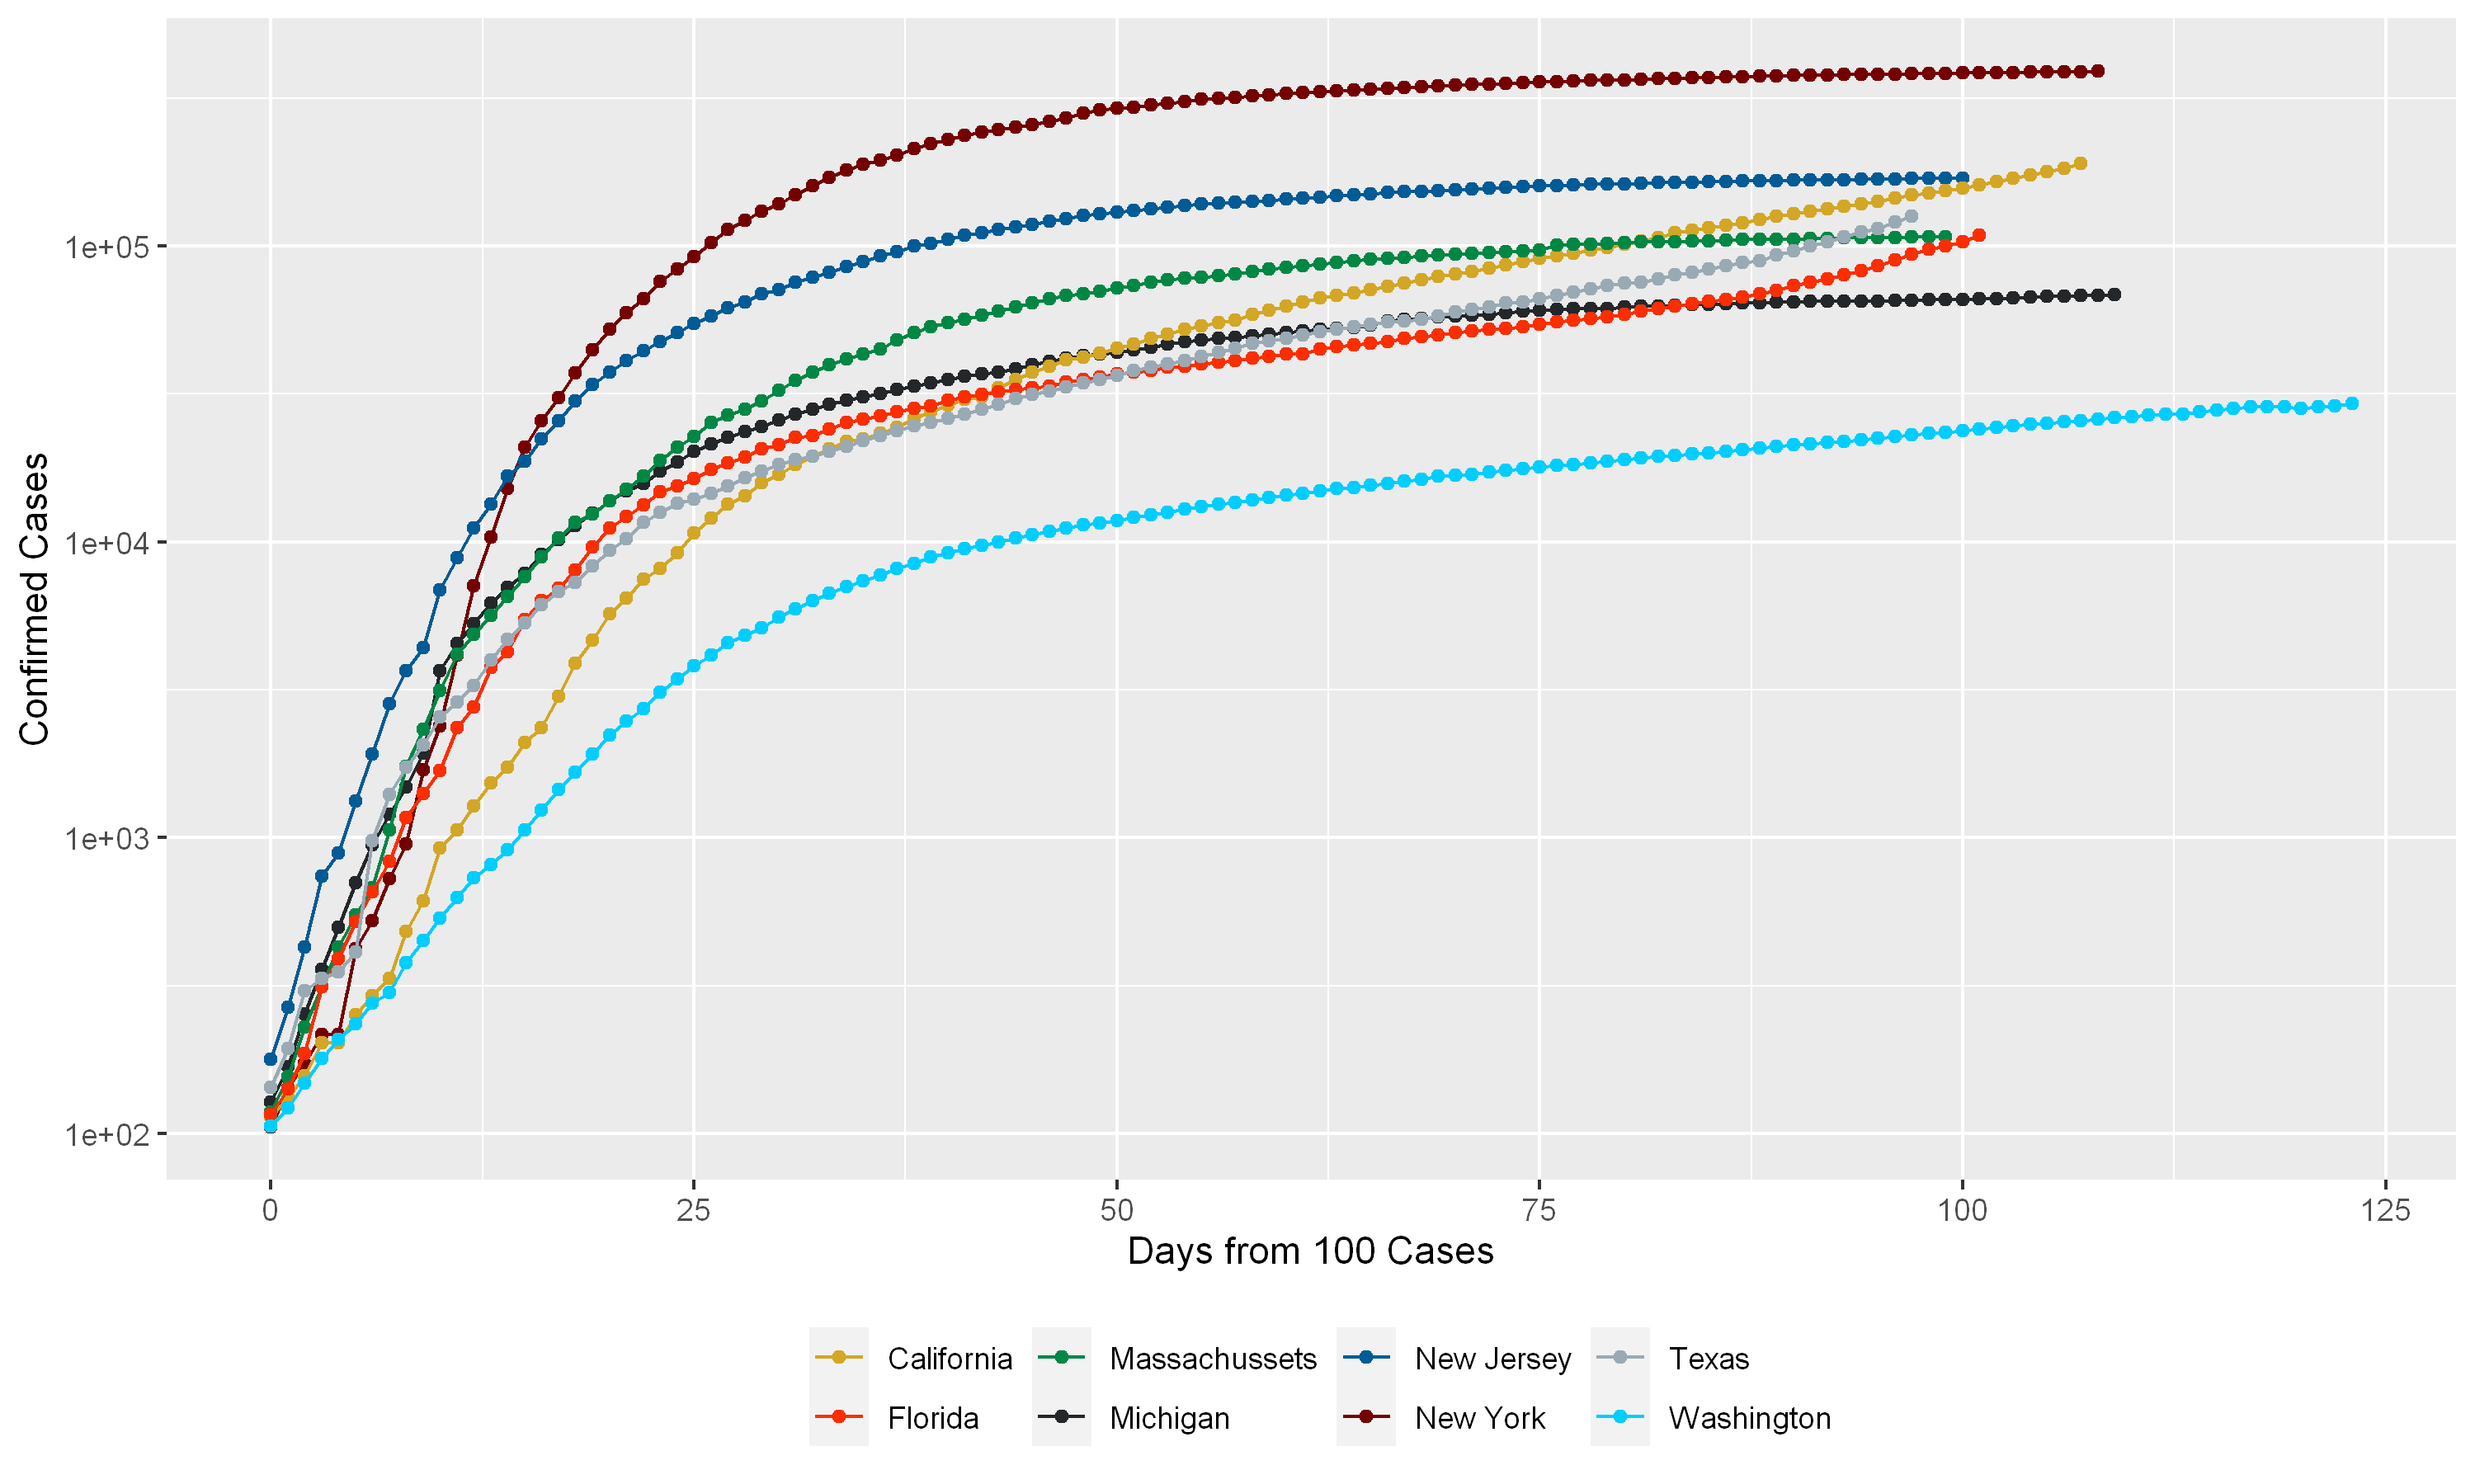 Confirmed Cases
1e+05
1e+04
1e+03
1e+02
0 25 50 75 100 125
Days from 100 Cases
California Massachussets New Jersey Texas
Florida Michigan New York Washington